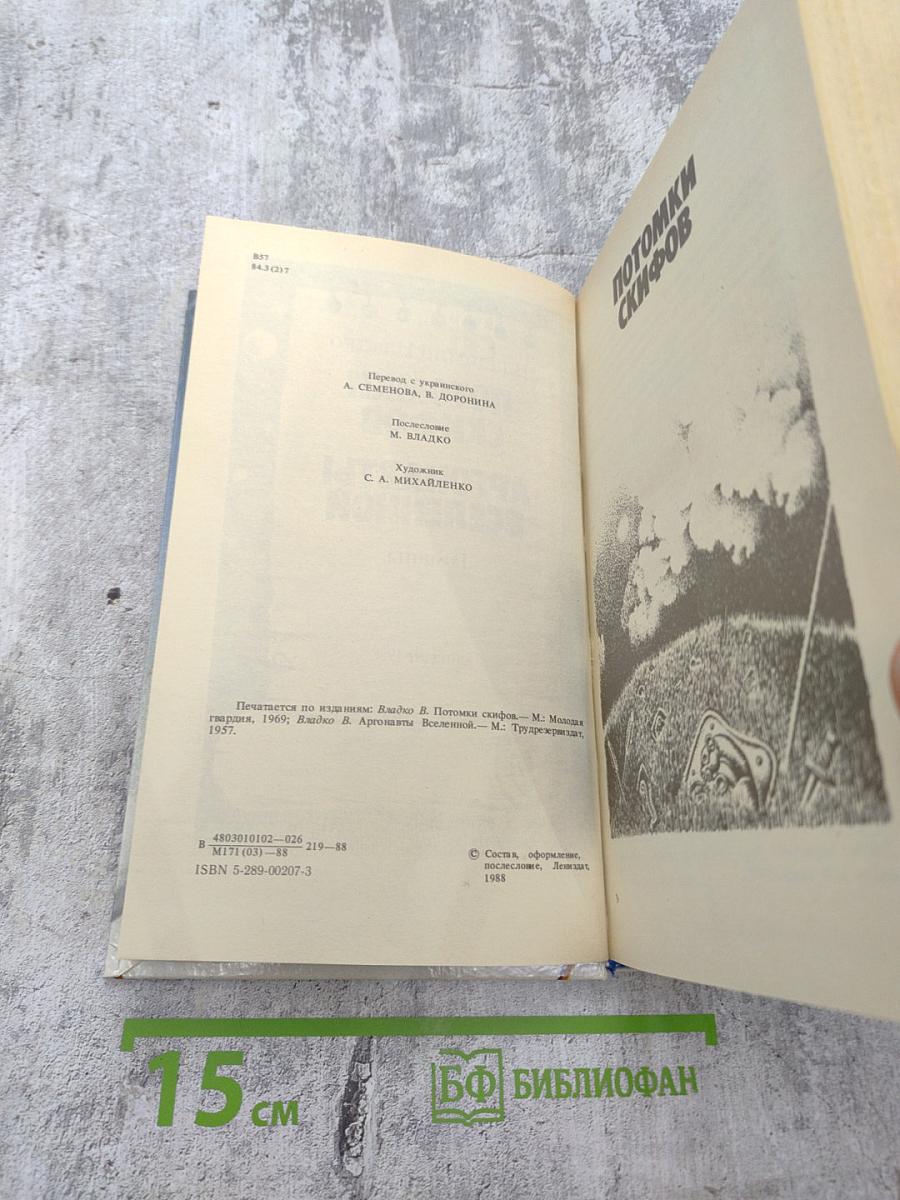 В57
84.3(2)7
Перевод с украинского
А. СЕМЕНОВА, В. ДОРОНИНА
Послесловие
М. ВЛАДКО
Художник
С. А. МИХАЙЛЕНКО
Печатается по изданиям: Владко В. Потомки скифов.— М.: Молодая
гвардия, 1969; Владко В. Аргонавты Вселенной.— М.: Трудрезервиздат,
1957.
В 4803010102—026 219—88
М171(03)—88
ISBN 5-289-00207-3
© Состав, оформление,
послесловие, Лениздат,
1988
ПОТОМКИ
СКИФОВ
15 см
БФ БИБЛИОФАН